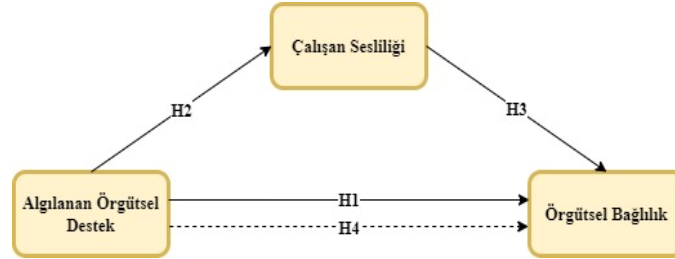 Çalışan Sesliliği
H2
H3
Algılanan Örgütsel
Destek
H1
H4
Örgütsel Bağlılık